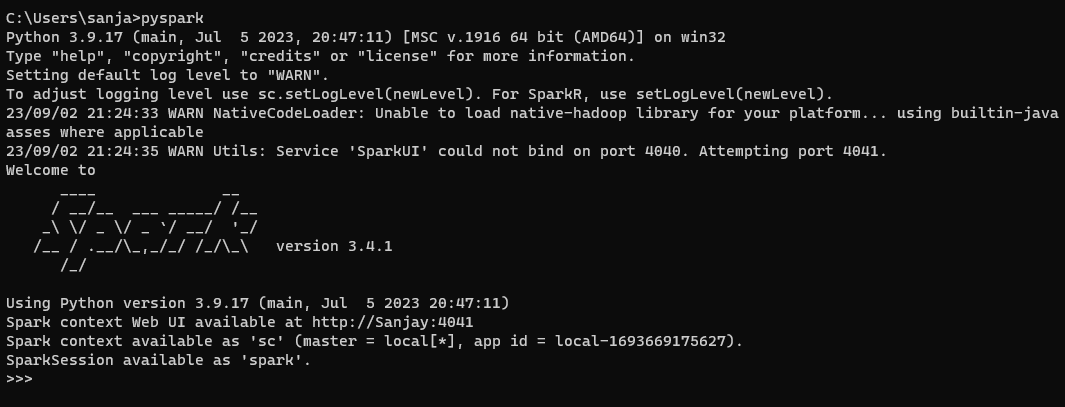 C:\Users\sanja>pyspark
Python 3.9.17 (main, Jul  5 2023, 20:47:11) [MSC v.1916 64 bit (AMD64)] on win32
Type "help", "copyright", "credits" or "license" for more information.
Setting default log level to "WARN".
To adjust logging level use sc.setLogLevel(newLevel). For SparkR, use setLogLevel(newLevel).
23/09/02 21:24:33 WARN NativeCodeLoader: Unable to load native-hadoop library for your platform... using builtin-java
asses where applicable
23/09/02 21:24:35 WARN Utils: Service 'SparkUI' could not bind on port 4040. Attempting port 4041.
Welcome to
      ____              __
     / __/__  ___ _____/ /__
    _\ \/ _ \/ _ `/ __/  '_/
   /__ / .__/\_,_/_/ /_/\_\   version 3.4.1
      /_/

Using Python version 3.9.17 (main, Jul  5 2023 20:47:11)
Spark context Web UI available at http://Sanjay:4041
Spark context available as 'sc' (master = local[*], app id = local-1693669175627).
SparkSession available as 'spark'.
>>>